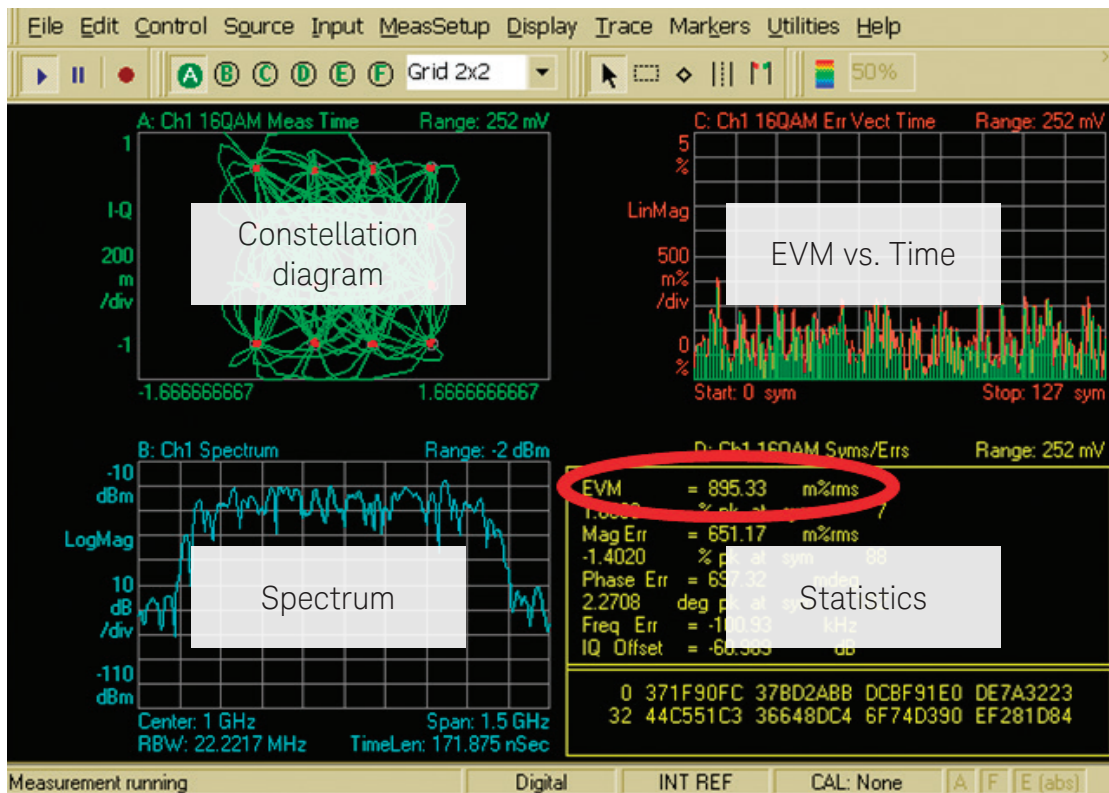 File Edit Control Source Input MeasSetup Display Trace Markers Utilities Help
A B C D E F Grid 2x2 50%
A: Ch1 16QAM Meas Time Range: 252 mV
1
I-Q
200
m
/div
-1
-1.6666666667 1.6666666667
Constellation
diagram
C: Ch1 16QAM Err Vect Time Range: 252 mV
5
%
LinMag
500
m%
/div
0
%
Start: 0 sym Stop: 127 sym
EVM vs. Time
B: Ch1 Spectrum Range: -2 dBm
-10
dBm
LogMag
10
dB
/div
-110
dBm
Center: 1 GHz Span: 1.5 GHz
RBW: 22.2217 MHz TimeLen: 171.875 nSec
Spectrum
D: Ch1 16QAM Syms/Errs Range: 252 mV
EVM = 895.33 m%rms
% pk at sym 7
Mag Err = 651.17 m%rms
-1.4020 % pk at sym 88
Phase Err = 697.32 mdeg
2.2708 deg pk at
Freq Err = -100.93 kHz
IQ Offset = dB
Statistics
0 371F90FC 37BD2ABB DCBF91E0 DE7A3223
32 44C551C3 36648DC4 6F74D390 EF281D84
Measurement running Digital INT REF CAL: None A F E (abs)